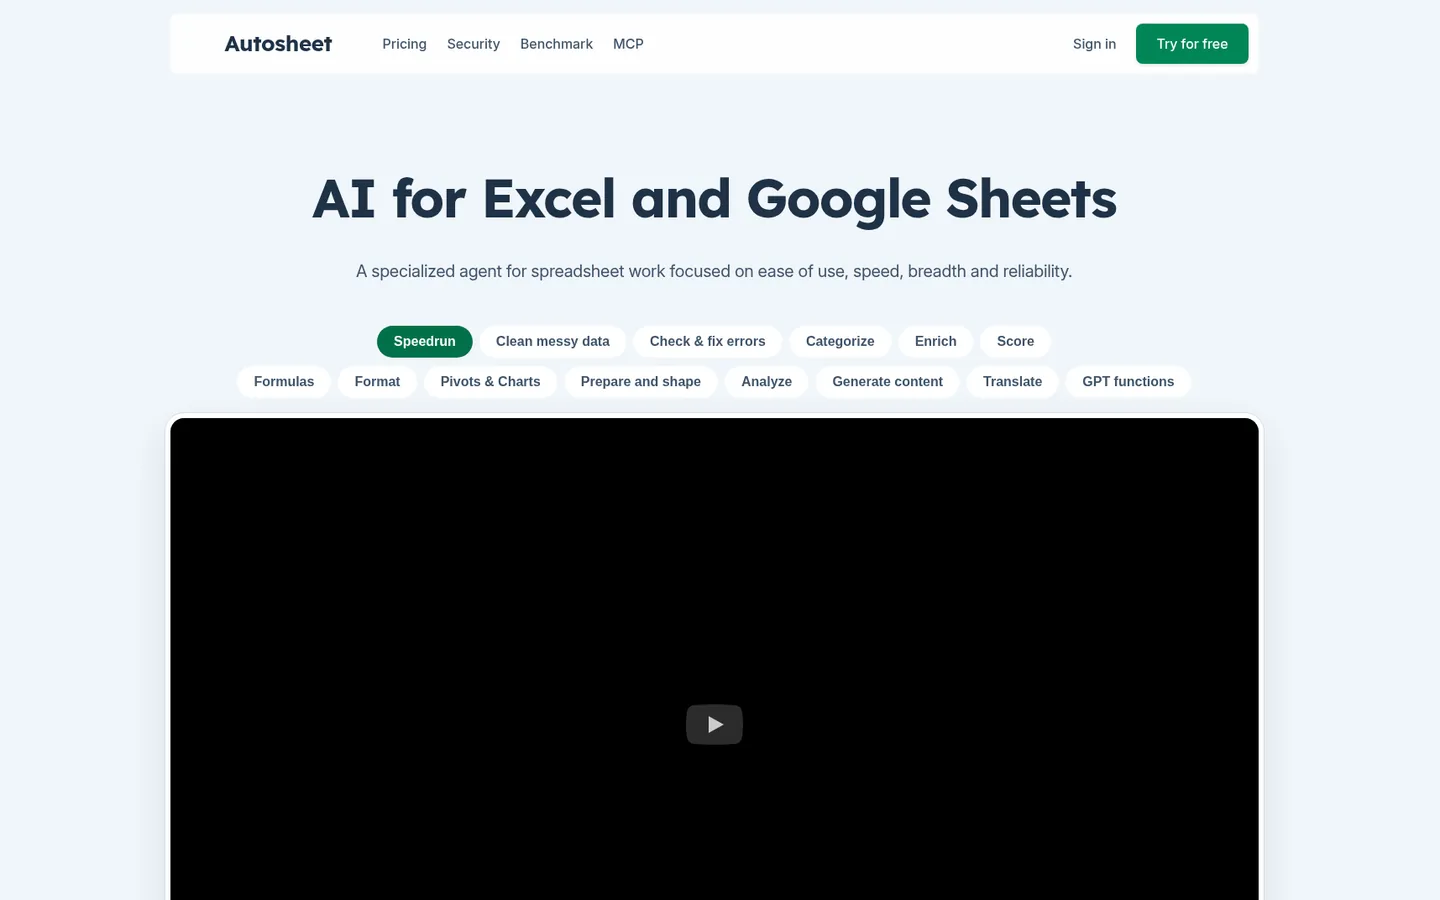 Autosheet Pricing Security Benchmark MCP Sign in Try for free
AI for Excel and Google Sheets
A specialized agent for spreadsheet work focused on ease of use, speed, breadth and reliability.
Speedrun Clean messy data Check & fix errors Categorize Enrich Score
Formulas Format Pivots & Charts Prepare and shape Analyze Generate content Translate GPT functions